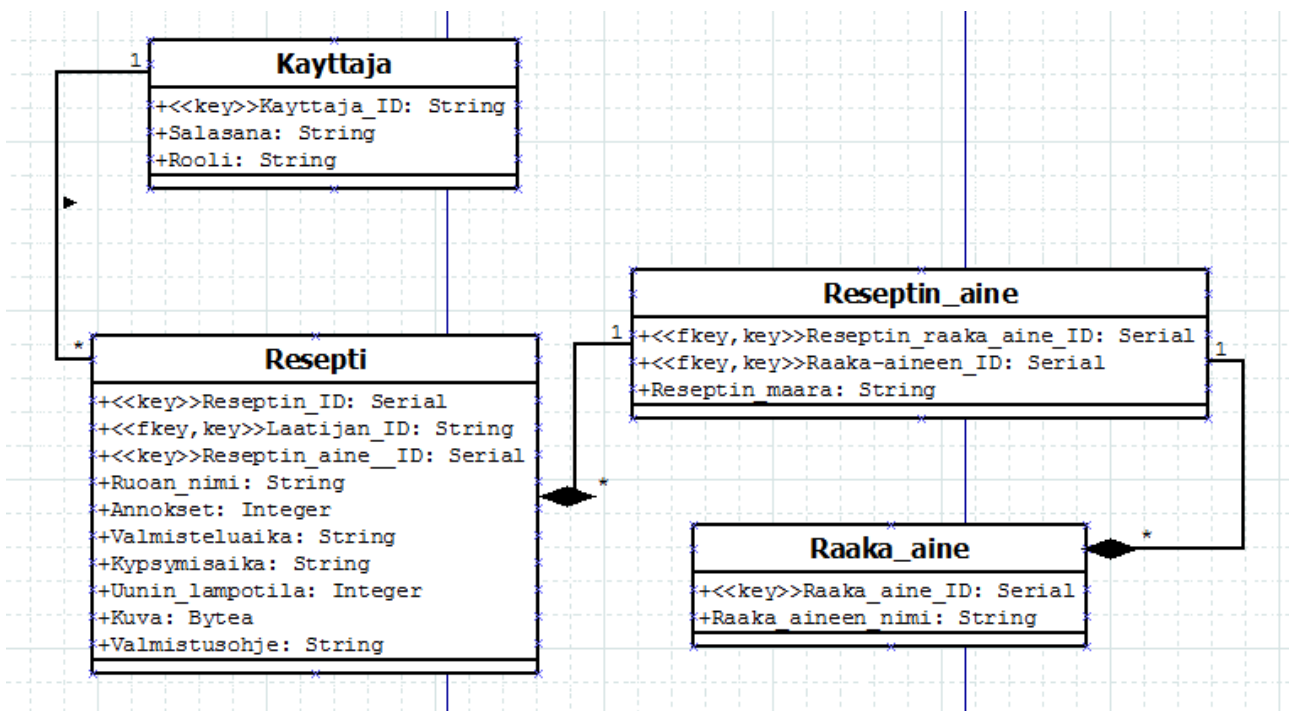 1
Kayttaja
+<<key>>Kayttaja_ID: String
+Salasana: String
+Rooli: String
*
Resepti
+<<key>>Reseptin_ID: Serial
+<<fkey,key>>Laatijan_ID: String
+<<key>>Reseptin_aine__ID: Serial
+Ruoan_nimi: String
+Annokset: Integer
+Valmisteluaika: String
+Kypsymisaika: String
+Uunin_lampotila: Integer
+Kuva: Bytea
+Valmistusohje: String
*
1
Reseptin_aine
+<<fkey,key>>Reseptin_raaka_aine_ID: Serial
+<<fkey,key>>Raaka-aineen_ID: Serial
+Reseptin_maara: String
1
*
Raaka_aine
+<<key>>Raaka_aine_ID: Serial
+Raaka_aineen_nimi: String